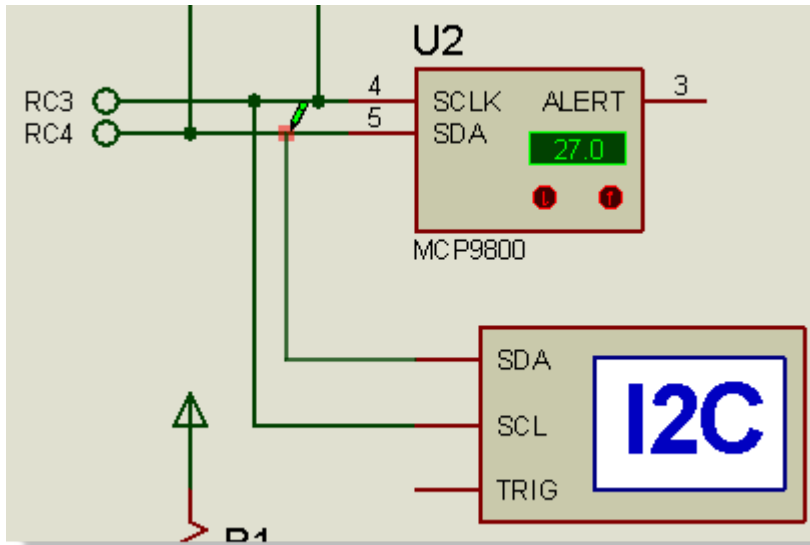 U2
RC3
4
SCLK
ALERT
3
RC4
5
SDA
27.0
MCP9800
SDA
I2C
SCL
TRIG